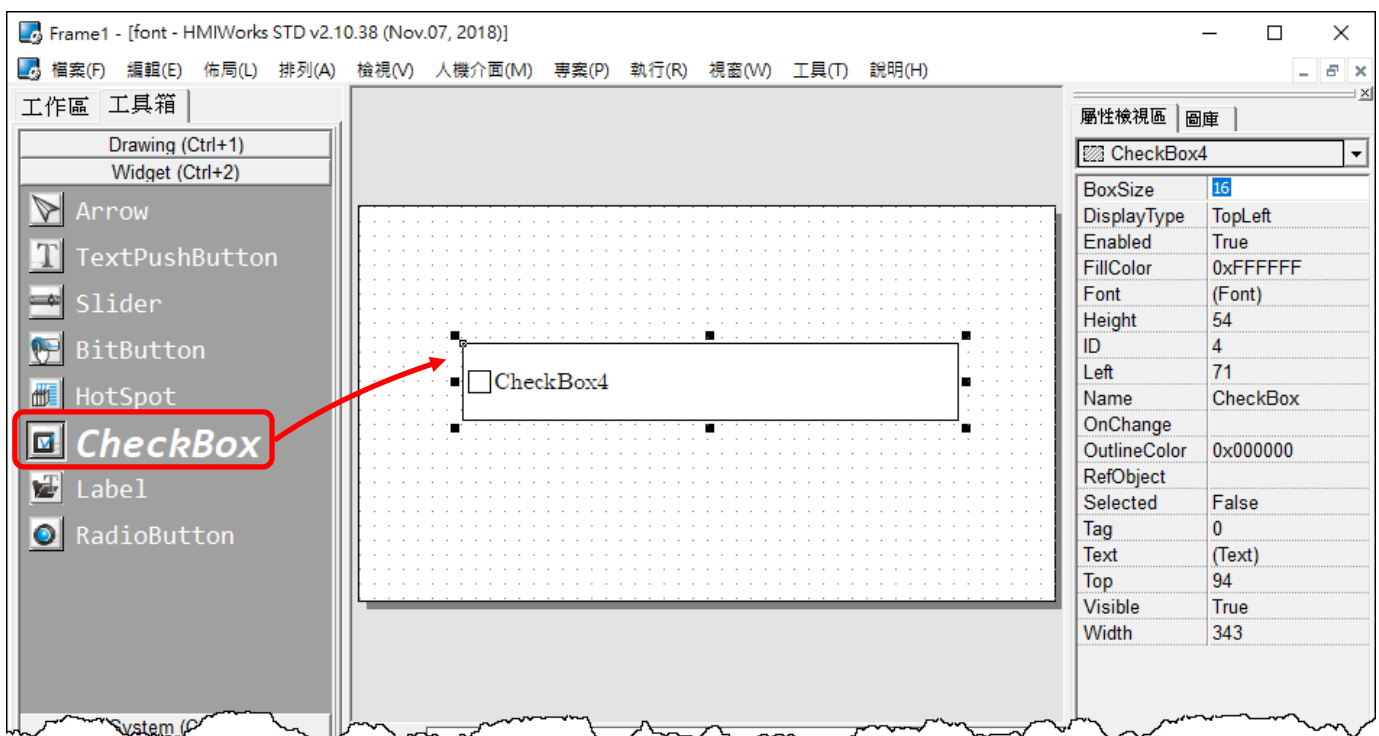 Frame1 - [font - HMIWorks STD v2.10.38 (Nov.07, 2018)]
檔案(F) 編輯(E) 佈局(L) 排列(A) 檢視(V) 人機介面(M) 專案(P) 執行(R) 視窗(W) 工具(T) 說明(H)
工作區 工具箱
Drawing (Ctrl+1)
Widget (Ctrl+2)
Arrow
TextPushButton
Slider
BitButton
HotSpot
CheckBox
Label
RadioButton
System (C
CheckBox4
屬性檢視區 圖庫
CheckBox4
BoxSize 16
DisplayType TopLeft
Enabled True
FillColor 0xFFFFFF
Font (Font)
Height 54
ID 4
Left 71
Name CheckBox
OnChange
OutlineColor 0x000000
RefObject
Selected False
Tag 0
Text (Text)
Top 94
Visible True
Width 343